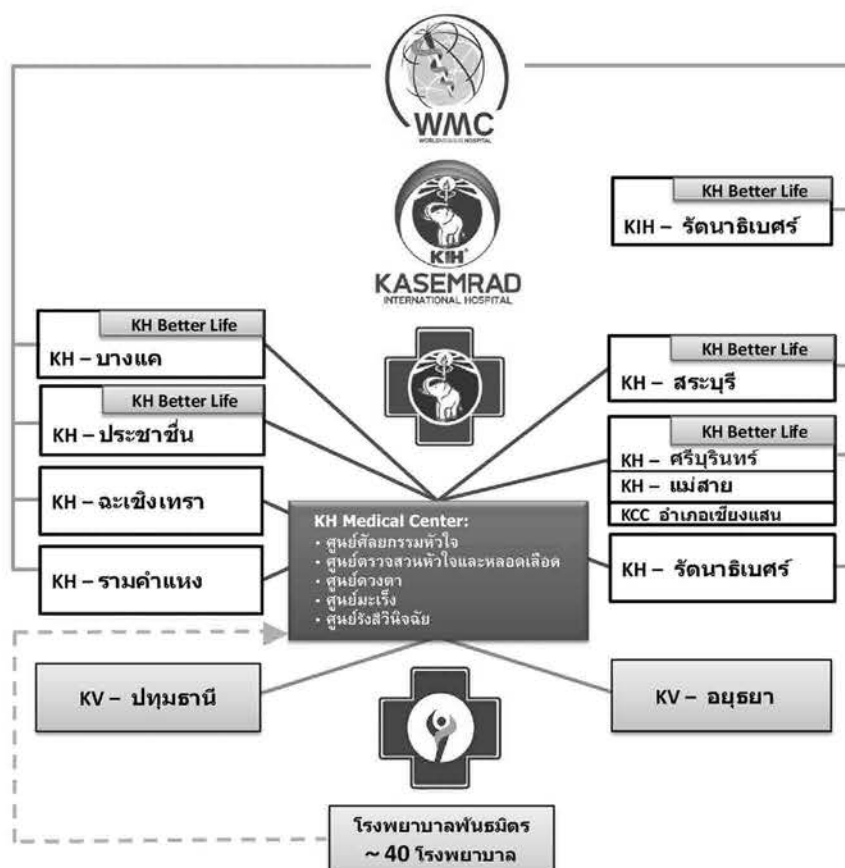 WMC
KIH
KASEMRAD
INTERNATIONAL HOSPITAL
KH Better Life
KIH – รัตนาธิเบศร์
KH Better Life
KH – บางแค
KH Better Life
KH – ประชาชื่น
KH – ฉะเชิงเทรา
KH – รามคำแหง
KH Better Life
KH – สระบุรี
KH Better Life
KH – ศรีบุรินทร์
KH – แม่สาย
KCC อำเภอเชียงแสน
KH – รัตนาธิเบศร์
KH Medical Center:
• ศูนย์ศัลยกรรมหัวใจ
• ศูนย์ตรวจสวนหัวใจและหลอดเลือด
• ศูนย์ดวงตา
• ศูนย์มะเร็ง
• ศูนย์รังสีวินิจฉัย
KV – ปทุมธานี
KV – อยุธยา
โรงพยาบาลพันธมิตร
~ 40 โรงพยาบาล